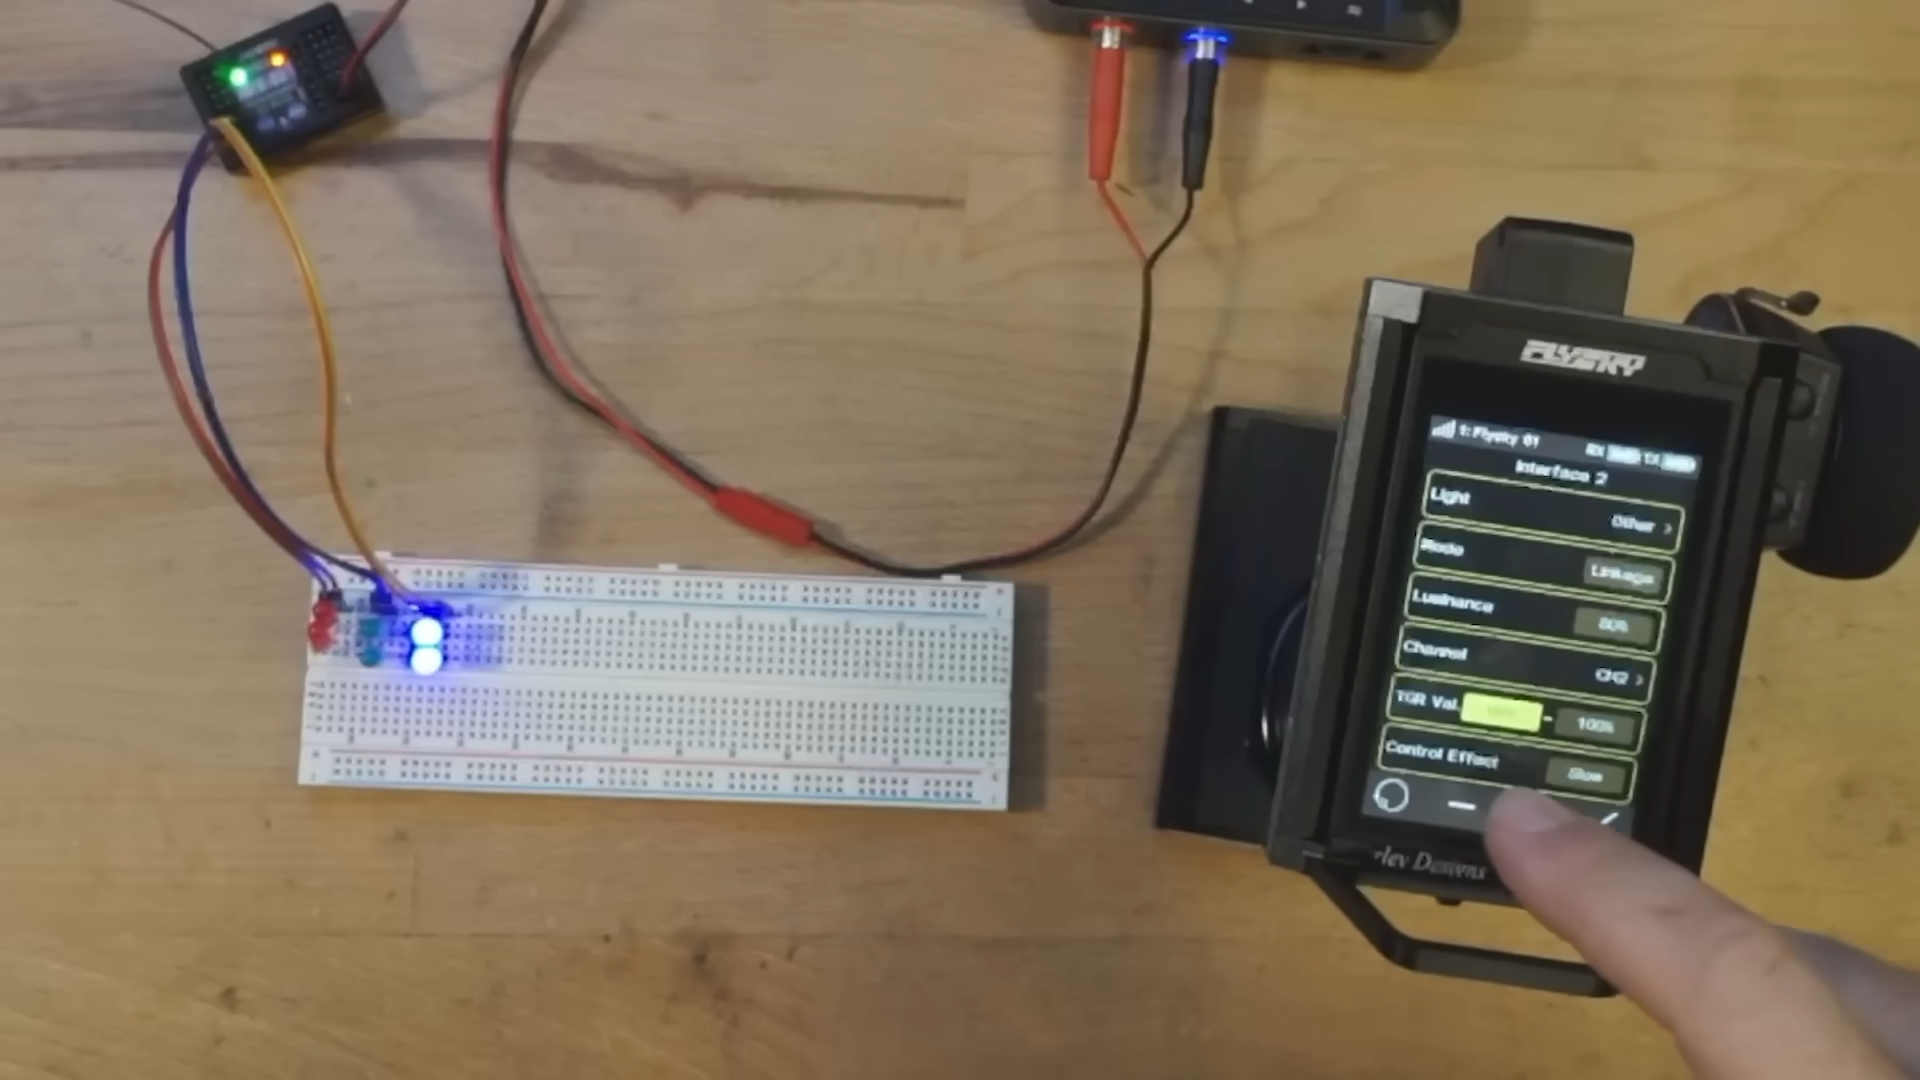 FLYSKY
1: Flysky 01
RX TX
Interface 2
Light
Other >
Mode
Linkage
Luminance
80%
Channel
CH2 >
TGR Val.
- 100%
Control Effect
Slow
Designs